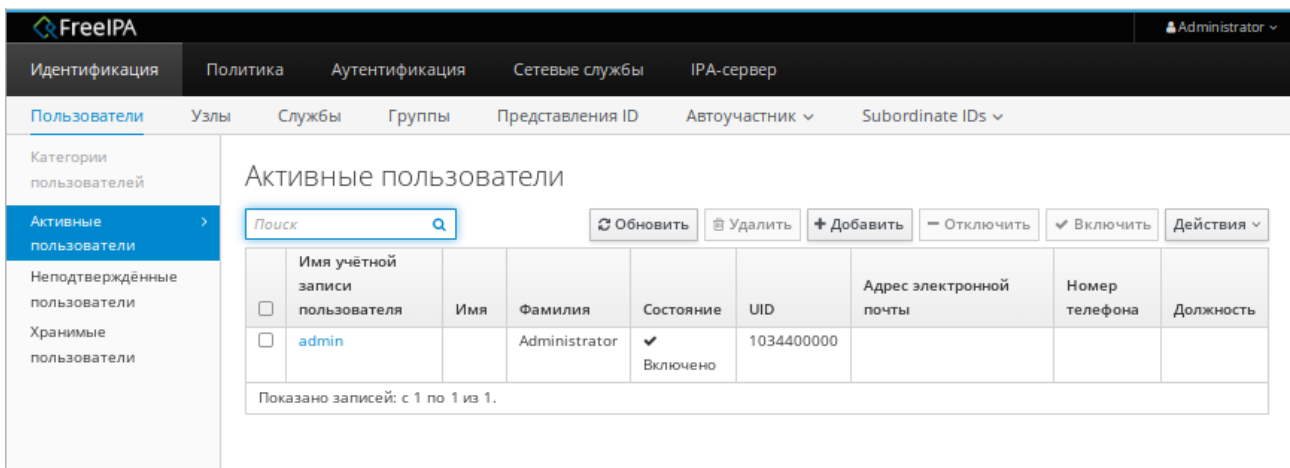 FreeIPA
Administrator
Идентификация Политика Аутентификация Сетевые службы IPA-сервер
Пользователи Узлы Службы Группы Представления ID Автоучастник Subordinate IDs
Категории
пользователей
Активные
пользователи
Неподтверждённые
пользователи
Хранимые
пользователи
Активные пользователи
Поиск
Обновить Удалить Добавить Отключить Включить Действия
Имя учётной
записи
пользователя
Имя
Фамилия
Состояние
UID
Адрес электронной
почты
Номер
телефона
Должность
admin
Administrator
Включено
1034400000
Показано записей: с 1 по 1 из 1.